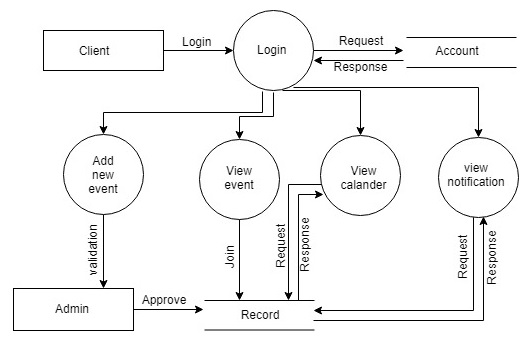 Client
Login
Login
Request
Response
Account
Add
new
event
View
event
View
calander
view
notification
validation
Join
Request
Response
Request
Response
Admin
Approve
Record